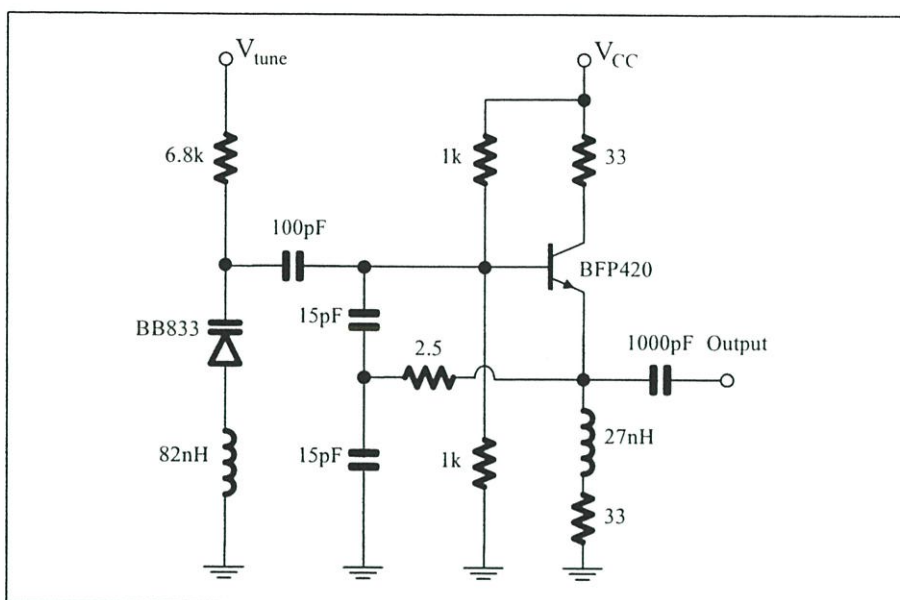 V_tune
V_CC
6.8k
1k
33
100pF
BFP420
BB833
15pF
2.5
1000pF Output
27nH
82nH
15pF
1k
33